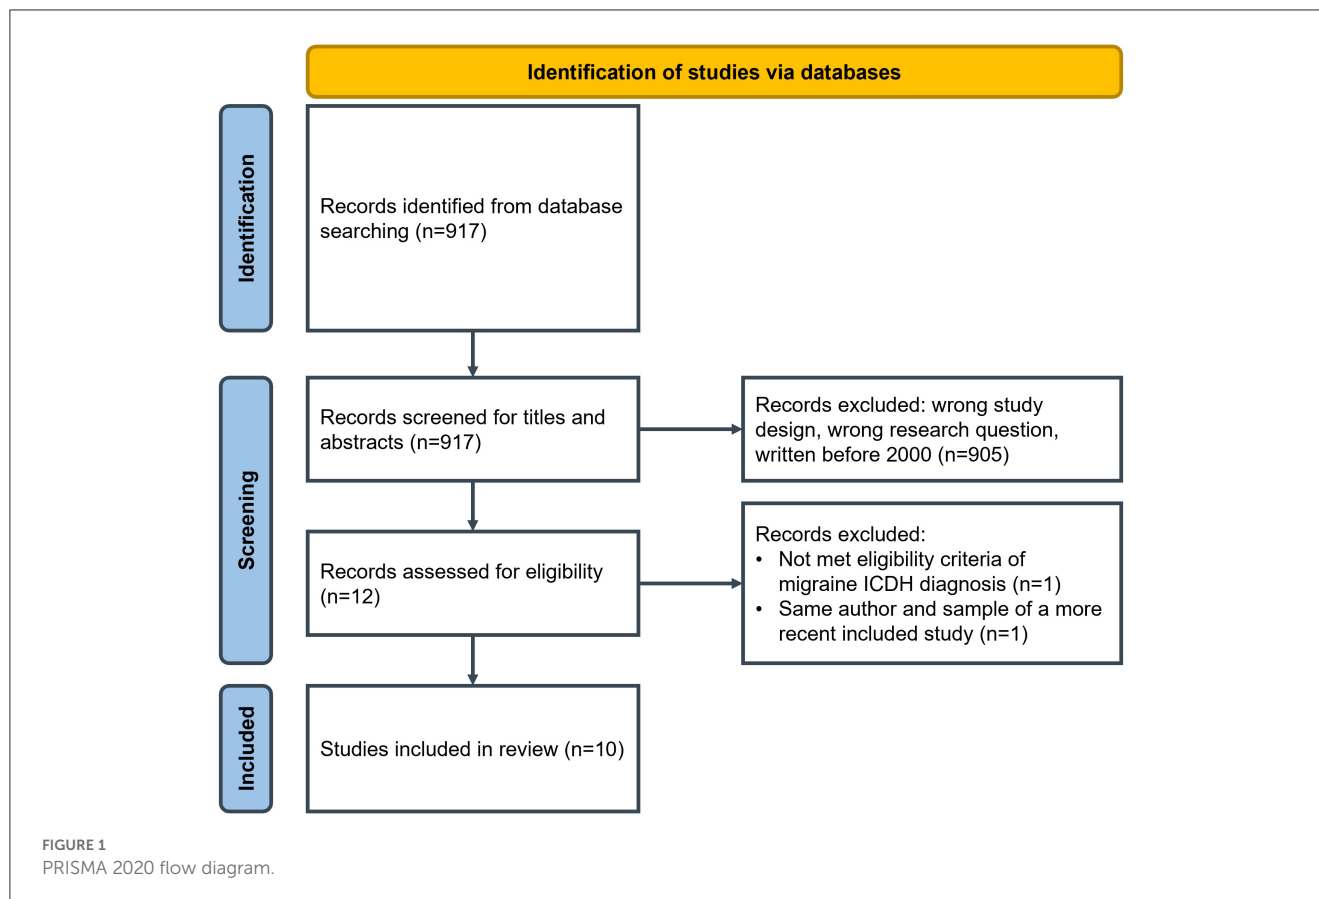 Identification of studies via databases
Identification
Records identified from database
searching (n=917)
Screening
Records screened for titles and
abstracts (n=917)
Records excluded: wrong study
design, wrong research question,
written before 2000 (n=905)
Records assessed for eligibility
(n=12)
Records excluded:
• Not met eligibility criteria of
migraine ICDH diagnosis (n=1)
• Same author and sample of a more
recent included study (n=1)
Included
Studies included in review (n=10)
FIGURE 1
PRISMA 2020 flow diagram.